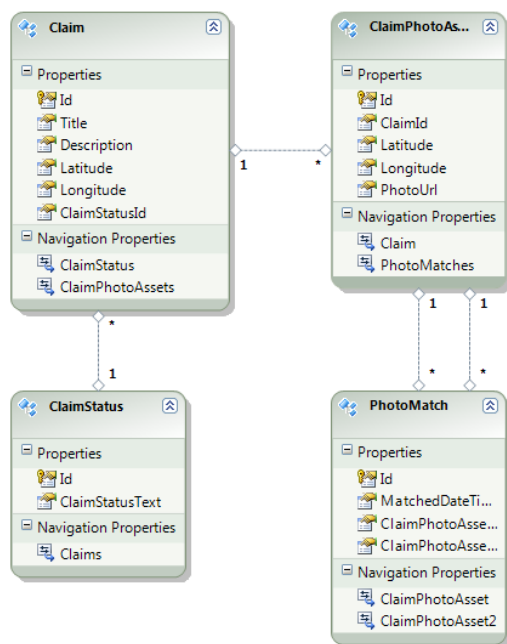 Claim
Properties
Id
Title
Description
Latitude
Longitude
ClaimStatusId
Navigation Properties
ClaimStatus
ClaimPhotoAssets
ClaimPhotoAs...
Properties
Id
ClaimId
Latitude
Longitude
PhotoUrl
Navigation Properties
Claim
PhotoMatches
1
*
*
1
1
1
*
*
ClaimStatus
Properties
Id
ClaimStatusText
Navigation Properties
Claims
PhotoMatch
Properties
Id
MatchedDateTi...
ClaimPhotoAsse...
ClaimPhotoAsse...
Navigation Properties
ClaimPhotoAsset
ClaimPhotoAsset2